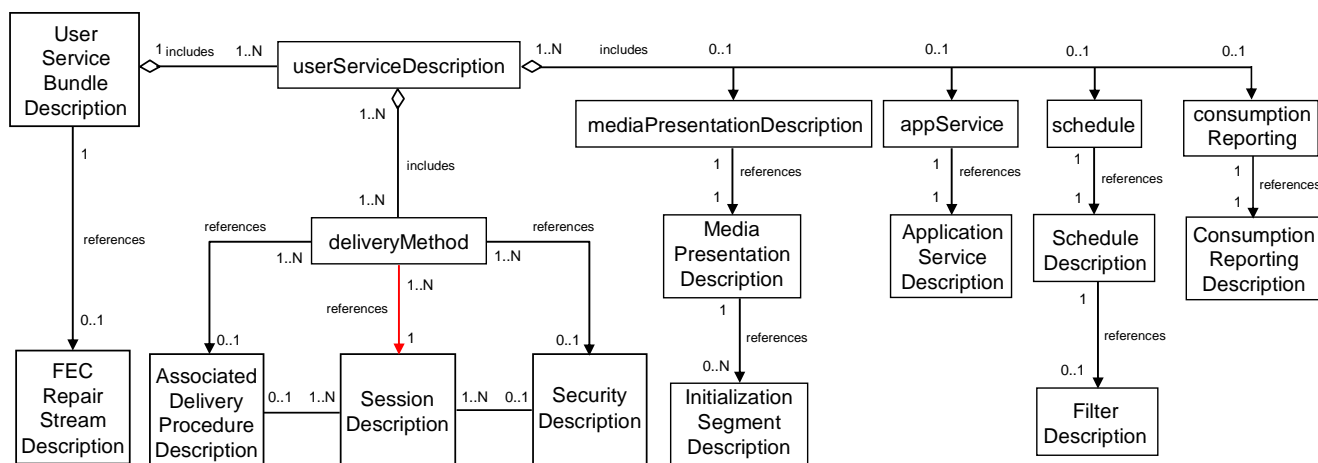 User
Service
Bundle
Description
1 includes 1..N
userServiceDescription
1..N includes 0..1 0..1 0..1 0..1
1..N
mediaPresentationDescription
appService
schedule
consumption
Reporting
1
includes
1 references 1
1 references 1
1 references 1
1 references 1
1..N
references
deliveryMethod
references
references
1..N
1..N
1..N
references
Media
Presentation
Description
Application
Service
Description
Schedule
Description
Consumption
Reporting
Description
0..1
0..1
1
0..1
1
references
0..N
1
references
0..1
FEC
Repair
Stream
Description
Associated
Delivery
Procedure
Description
0..1 1..N
Session
Description
1..N 0..1
Security
Description
Initialization
Segment
Description
Filter
Description